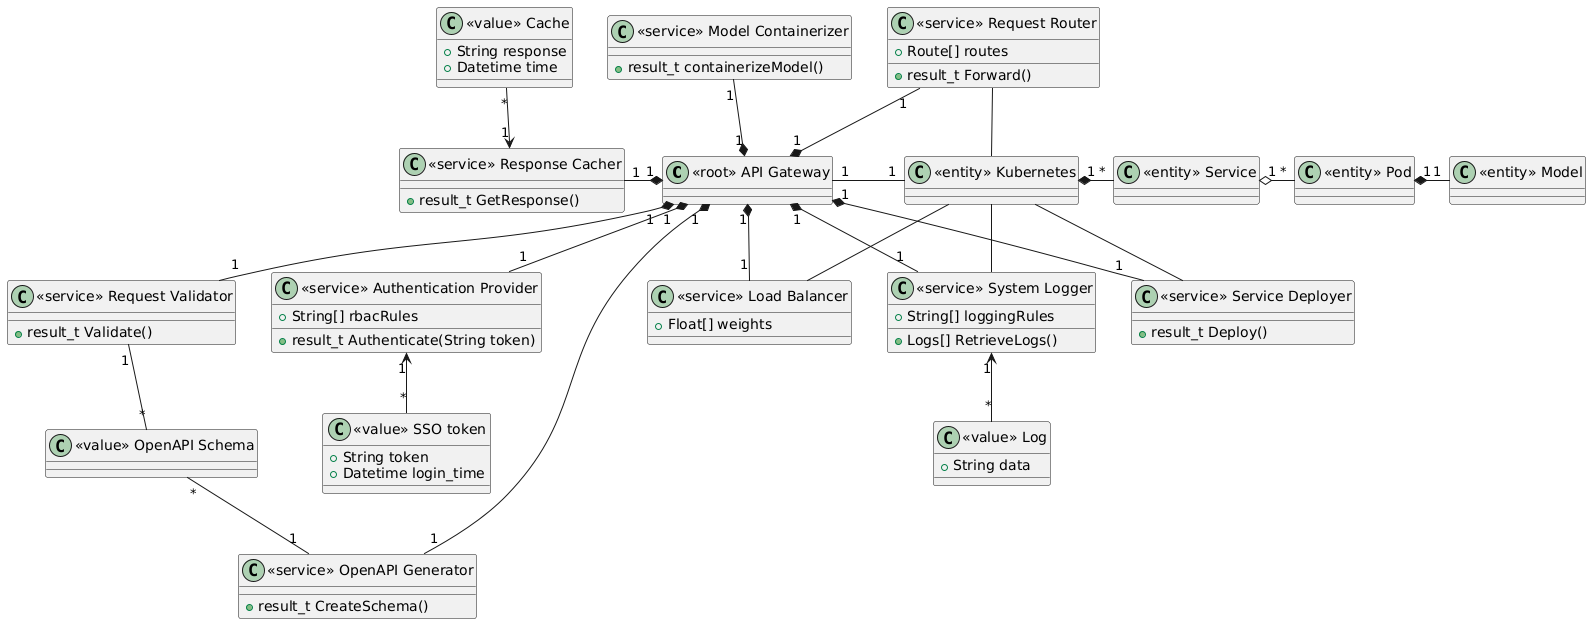 C «value» Cache
String response
Datetime time
C «service» Model Containerizer
result_t containerizeModel()
C «service» Request Router
Route[] routes
result_t Forward()
* 1
1 1
1 1
C «service» Response Cacher
result_t GetResponse()
1 1
C «root» API Gateway
1 1
C «entity» Kubernetes
1 *
C «entity» Service
1 *
C «entity» Pod
1 1
C «entity» Model
1 1 1 1 1 1
1 1 1 1 1
C «service» Request Validator
result_t Validate()
C «service» Authentication Provider
String[] rbacRules
result_t Authenticate(String token)
C «service» Load Balancer
Float[] weights
C «service» System Logger
String[] loggingRules
Logs[] RetrieveLogs()
C «service» Service Deployer
result_t Deploy()
1 1 1
* * *
C «value» OpenAPI Schema
C «value» SSO token
String token
Datetime login_time
C «value» Log
String data
*
1 1
C «service» OpenAPI Generator
result_t CreateSchema()